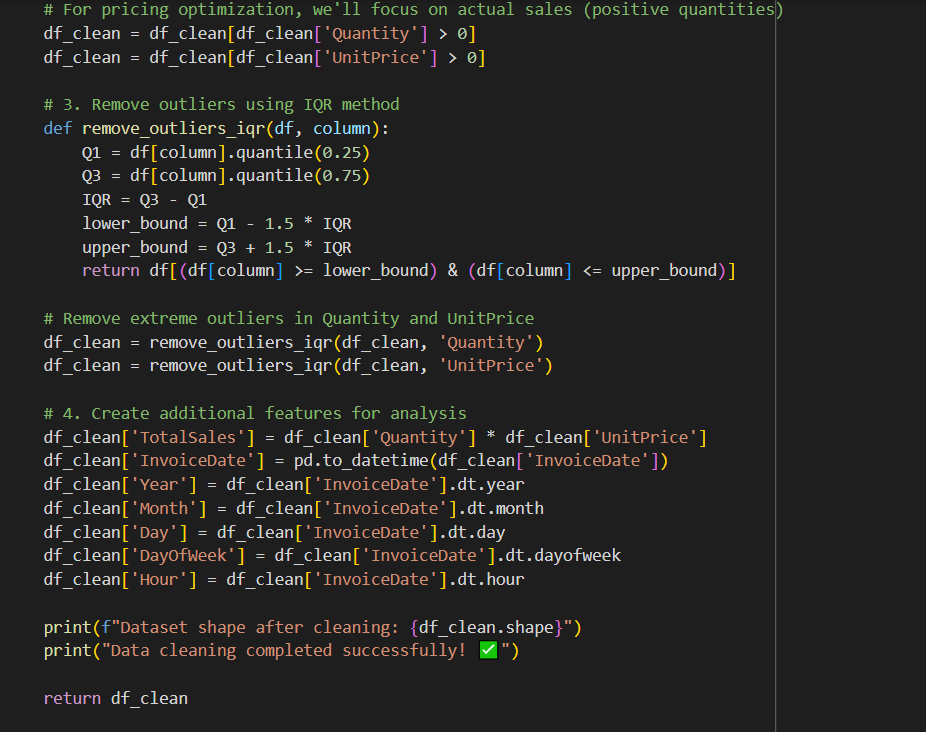 # For pricing optimization, we'll focus on actual sales (positive quantities)
df_clean = df_clean[df_clean['Quantity'] > 0]
df_clean = df_clean[df_clean['UnitPrice'] > 0]

# 3. Remove outliers using IQR method
def remove_outliers_iqr(df, column):
    Q1 = df[column].quantile(0.25)
    Q3 = df[column].quantile(0.75)
    IQR = Q3 - Q1
    lower_bound = Q1 - 1.5 * IQR
    upper_bound = Q3 + 1.5 * IQR
    return df[(df[column] >= lower_bound) & (df[column] <= upper_bound)]

# Remove extreme outliers in Quantity and UnitPrice
df_clean = remove_outliers_iqr(df_clean, 'Quantity')
df_clean = remove_outliers_iqr(df_clean, 'UnitPrice')

# 4. Create additional features for analysis
df_clean['TotalSales'] = df_clean['Quantity'] * df_clean['UnitPrice']
df_clean['InvoiceDate'] = pd.to_datetime(df_clean['InvoiceDate'])
df_clean['Year'] = df_clean['InvoiceDate'].dt.year
df_clean['Month'] = df_clean['InvoiceDate'].dt.month
df_clean['Day'] = df_clean['InvoiceDate'].dt.day
df_clean['DayOfWeek'] = df_clean['InvoiceDate'].dt.dayofweek
df_clean['Hour'] = df_clean['InvoiceDate'].dt.hour

print(f"Dataset shape after cleaning: {df_clean.shape}")
print("Data cleaning completed successfully! ✅")

return df_clean